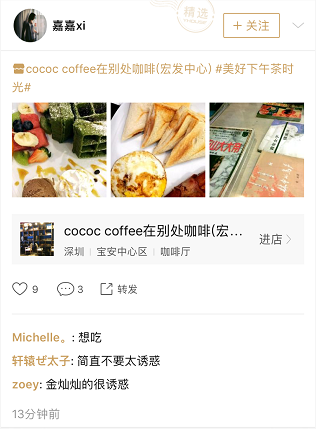 嘉嘉xi
精选
+ 关注
cococ coffee在别处咖啡(宏发中心) #美好下午茶时
光#
cococ coffee在别处咖啡(宏...
深圳 | 宝安中心区 | 咖啡厅
进店
9
3
转发
Michelle。: 想吃
轩辕ぜ太子: 简直不要太诱惑
zoey: 金灿灿的很诱惑
13分钟前